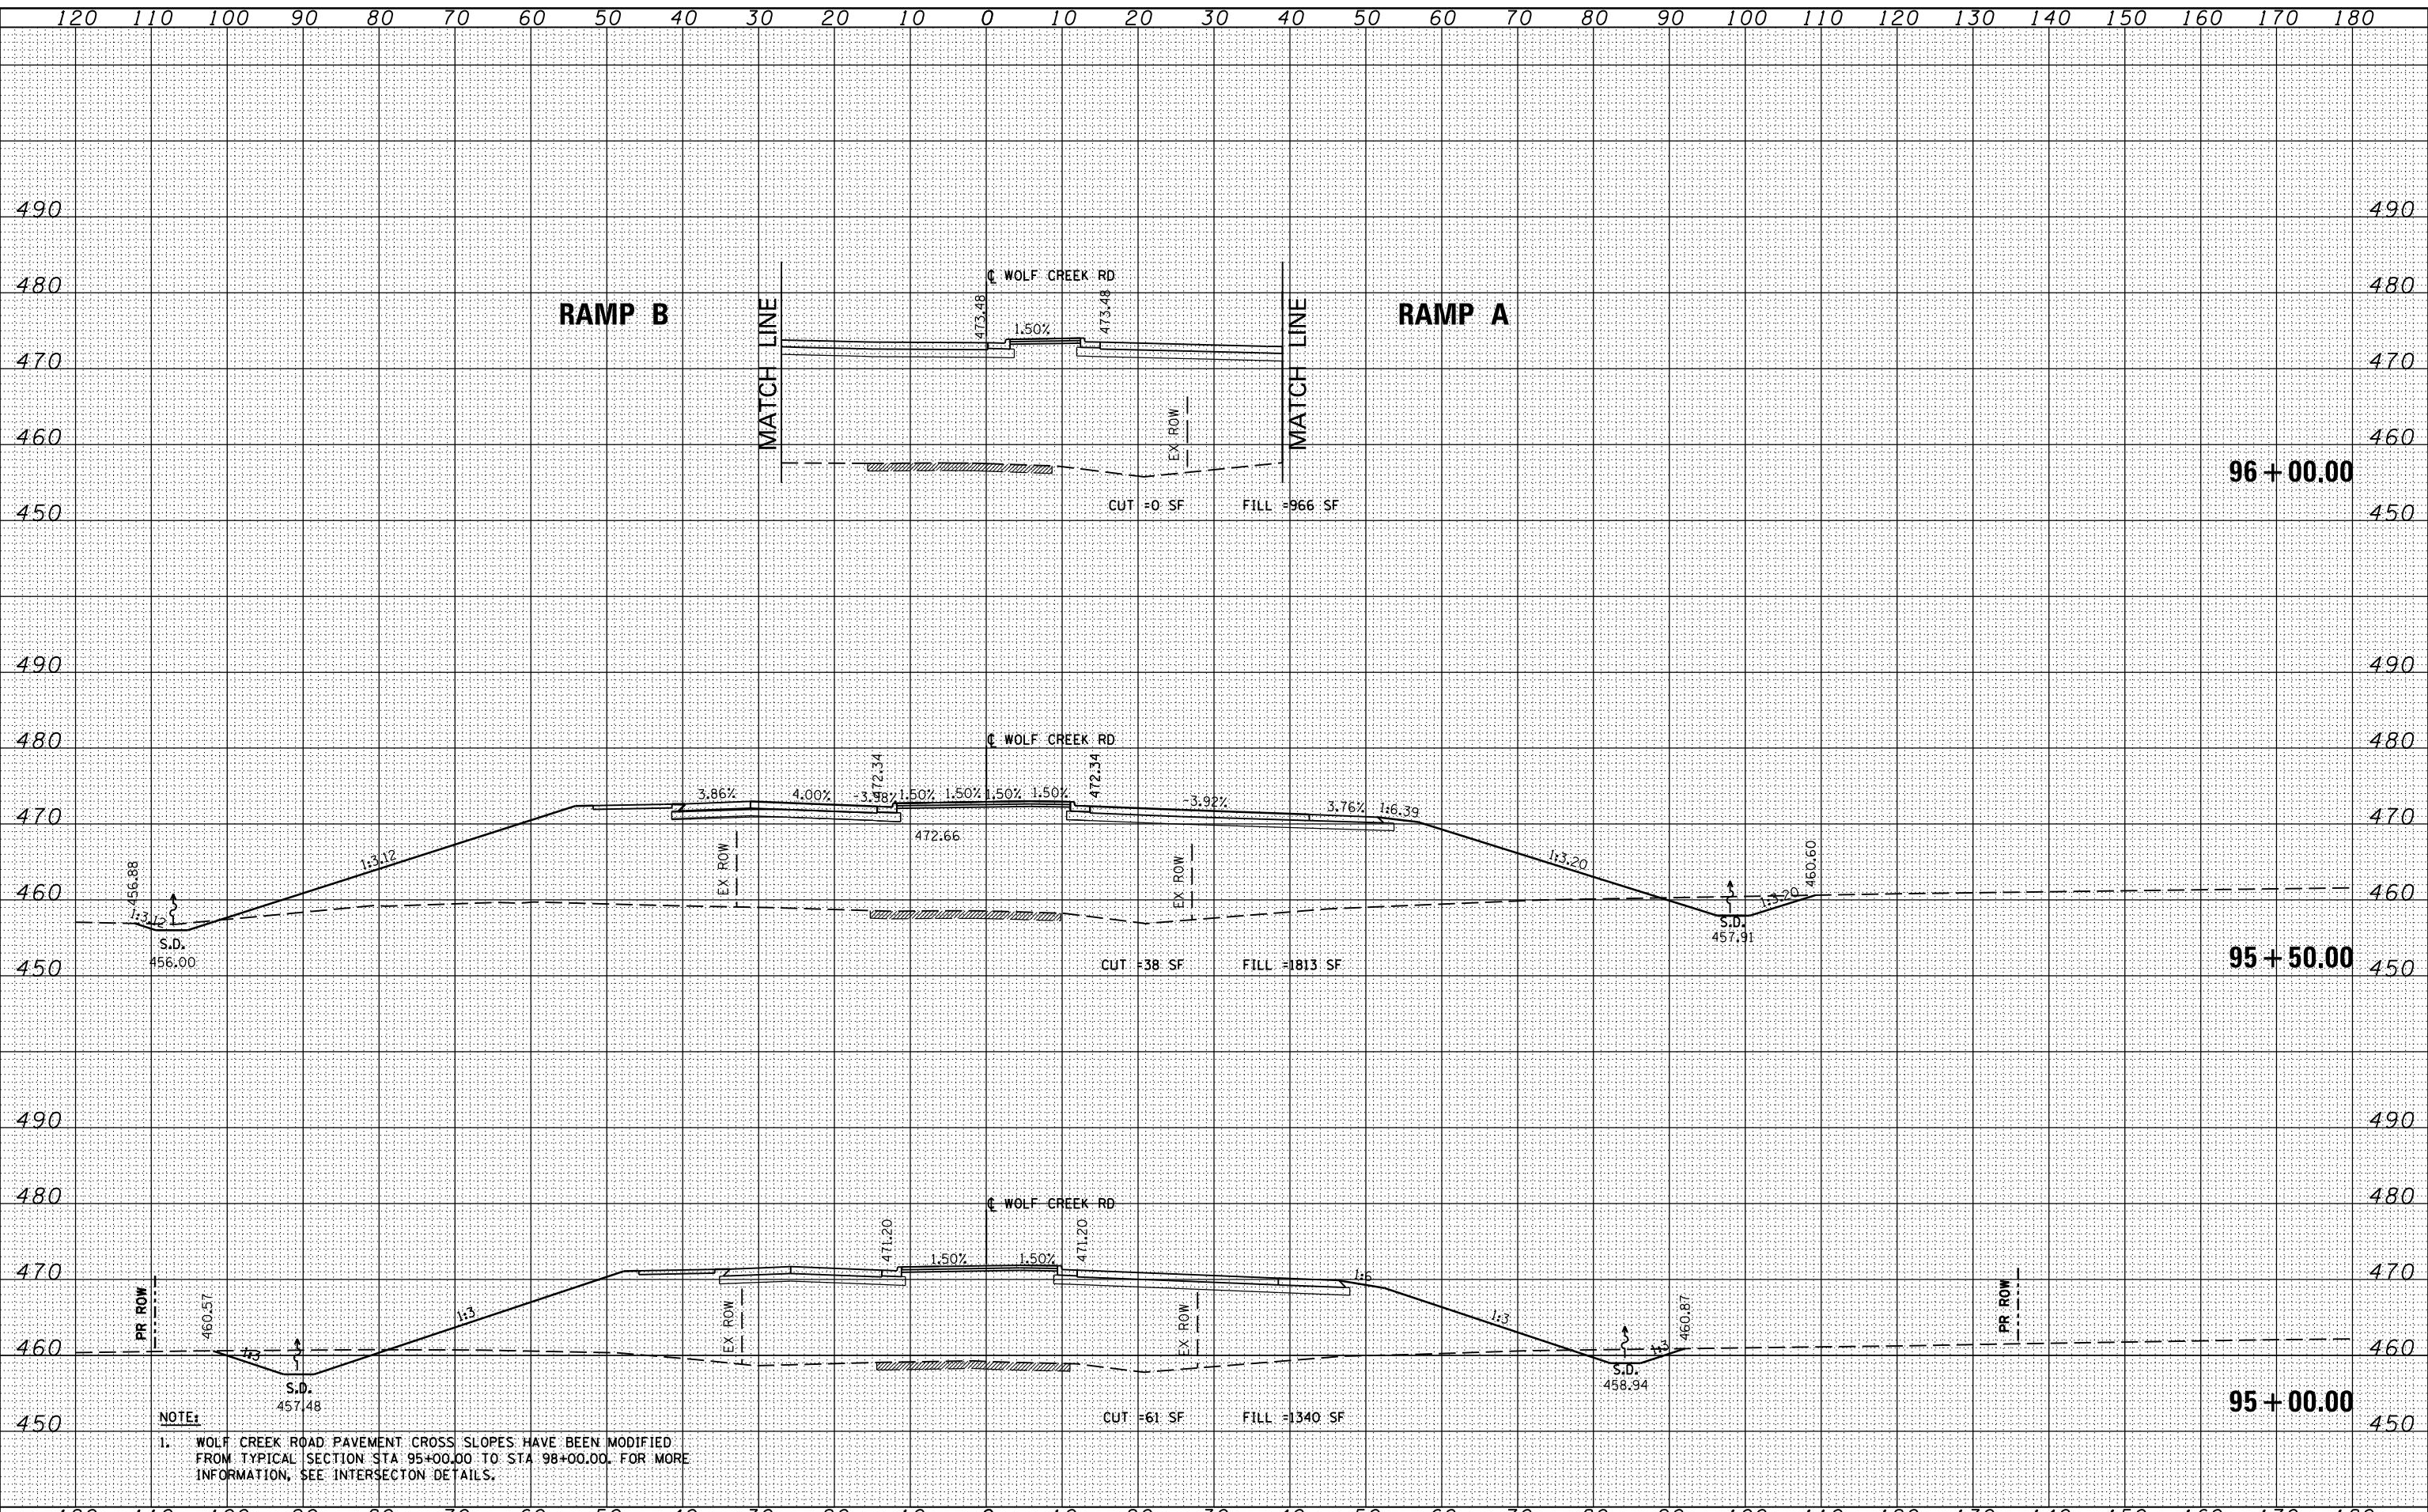 120 110 100 90 80 70 60 50 40 30 20 10 0 10 20 30 40 50 60 70 80 90 100 110 120 130 140 150 160 170 180
490 490
480 480
℄ WOLF CREEK RD
RAMP B
MATCH LINE
473.48
1.50%
473.48
MATCH LINE
RAMP A
470 470
EX ROW
460 460
96+00.00
CUT =0 SF FILL =966 SF
450 450
490 490
480 480
℄ WOLF CREEK RD
472.34 472.34
3.86% 4.00% -3.98% 1.50% 1.50% 1.50% 1.50% -3.92% 3.76% 1:6.39
470 470
472.66
1:3.12 EX ROW EX ROW 1:3.20
456.88 460.60
460 460
1:3.12 1:3.20
S.D. S.D.
456.00 457.91
CUT =38 SF FILL =1813 SF
95+50.00
450 450
490 490
480 480
℄ WOLF CREEK RD
471.20 471.20
1.50% 1.50%
470 1:6 470
PR ROW 460.57 1:3 EX ROW EX ROW 1:3 460.87 PR ROW
460 460
1:3 1:3
S.D. S.D.
457.48 458.94
95+00.00
CUT =61 SF FILL =1340 SF
450 450
NOTE:
1. WOLF CREEK ROAD PAVEMENT CROSS SLOPES HAVE BEEN MODIFIED
FROM TYPICAL SECTION STA 95+00.00 TO STA 98+00.00. FOR MORE
INFORMATION, SEE INTERSECTON DETAILS.